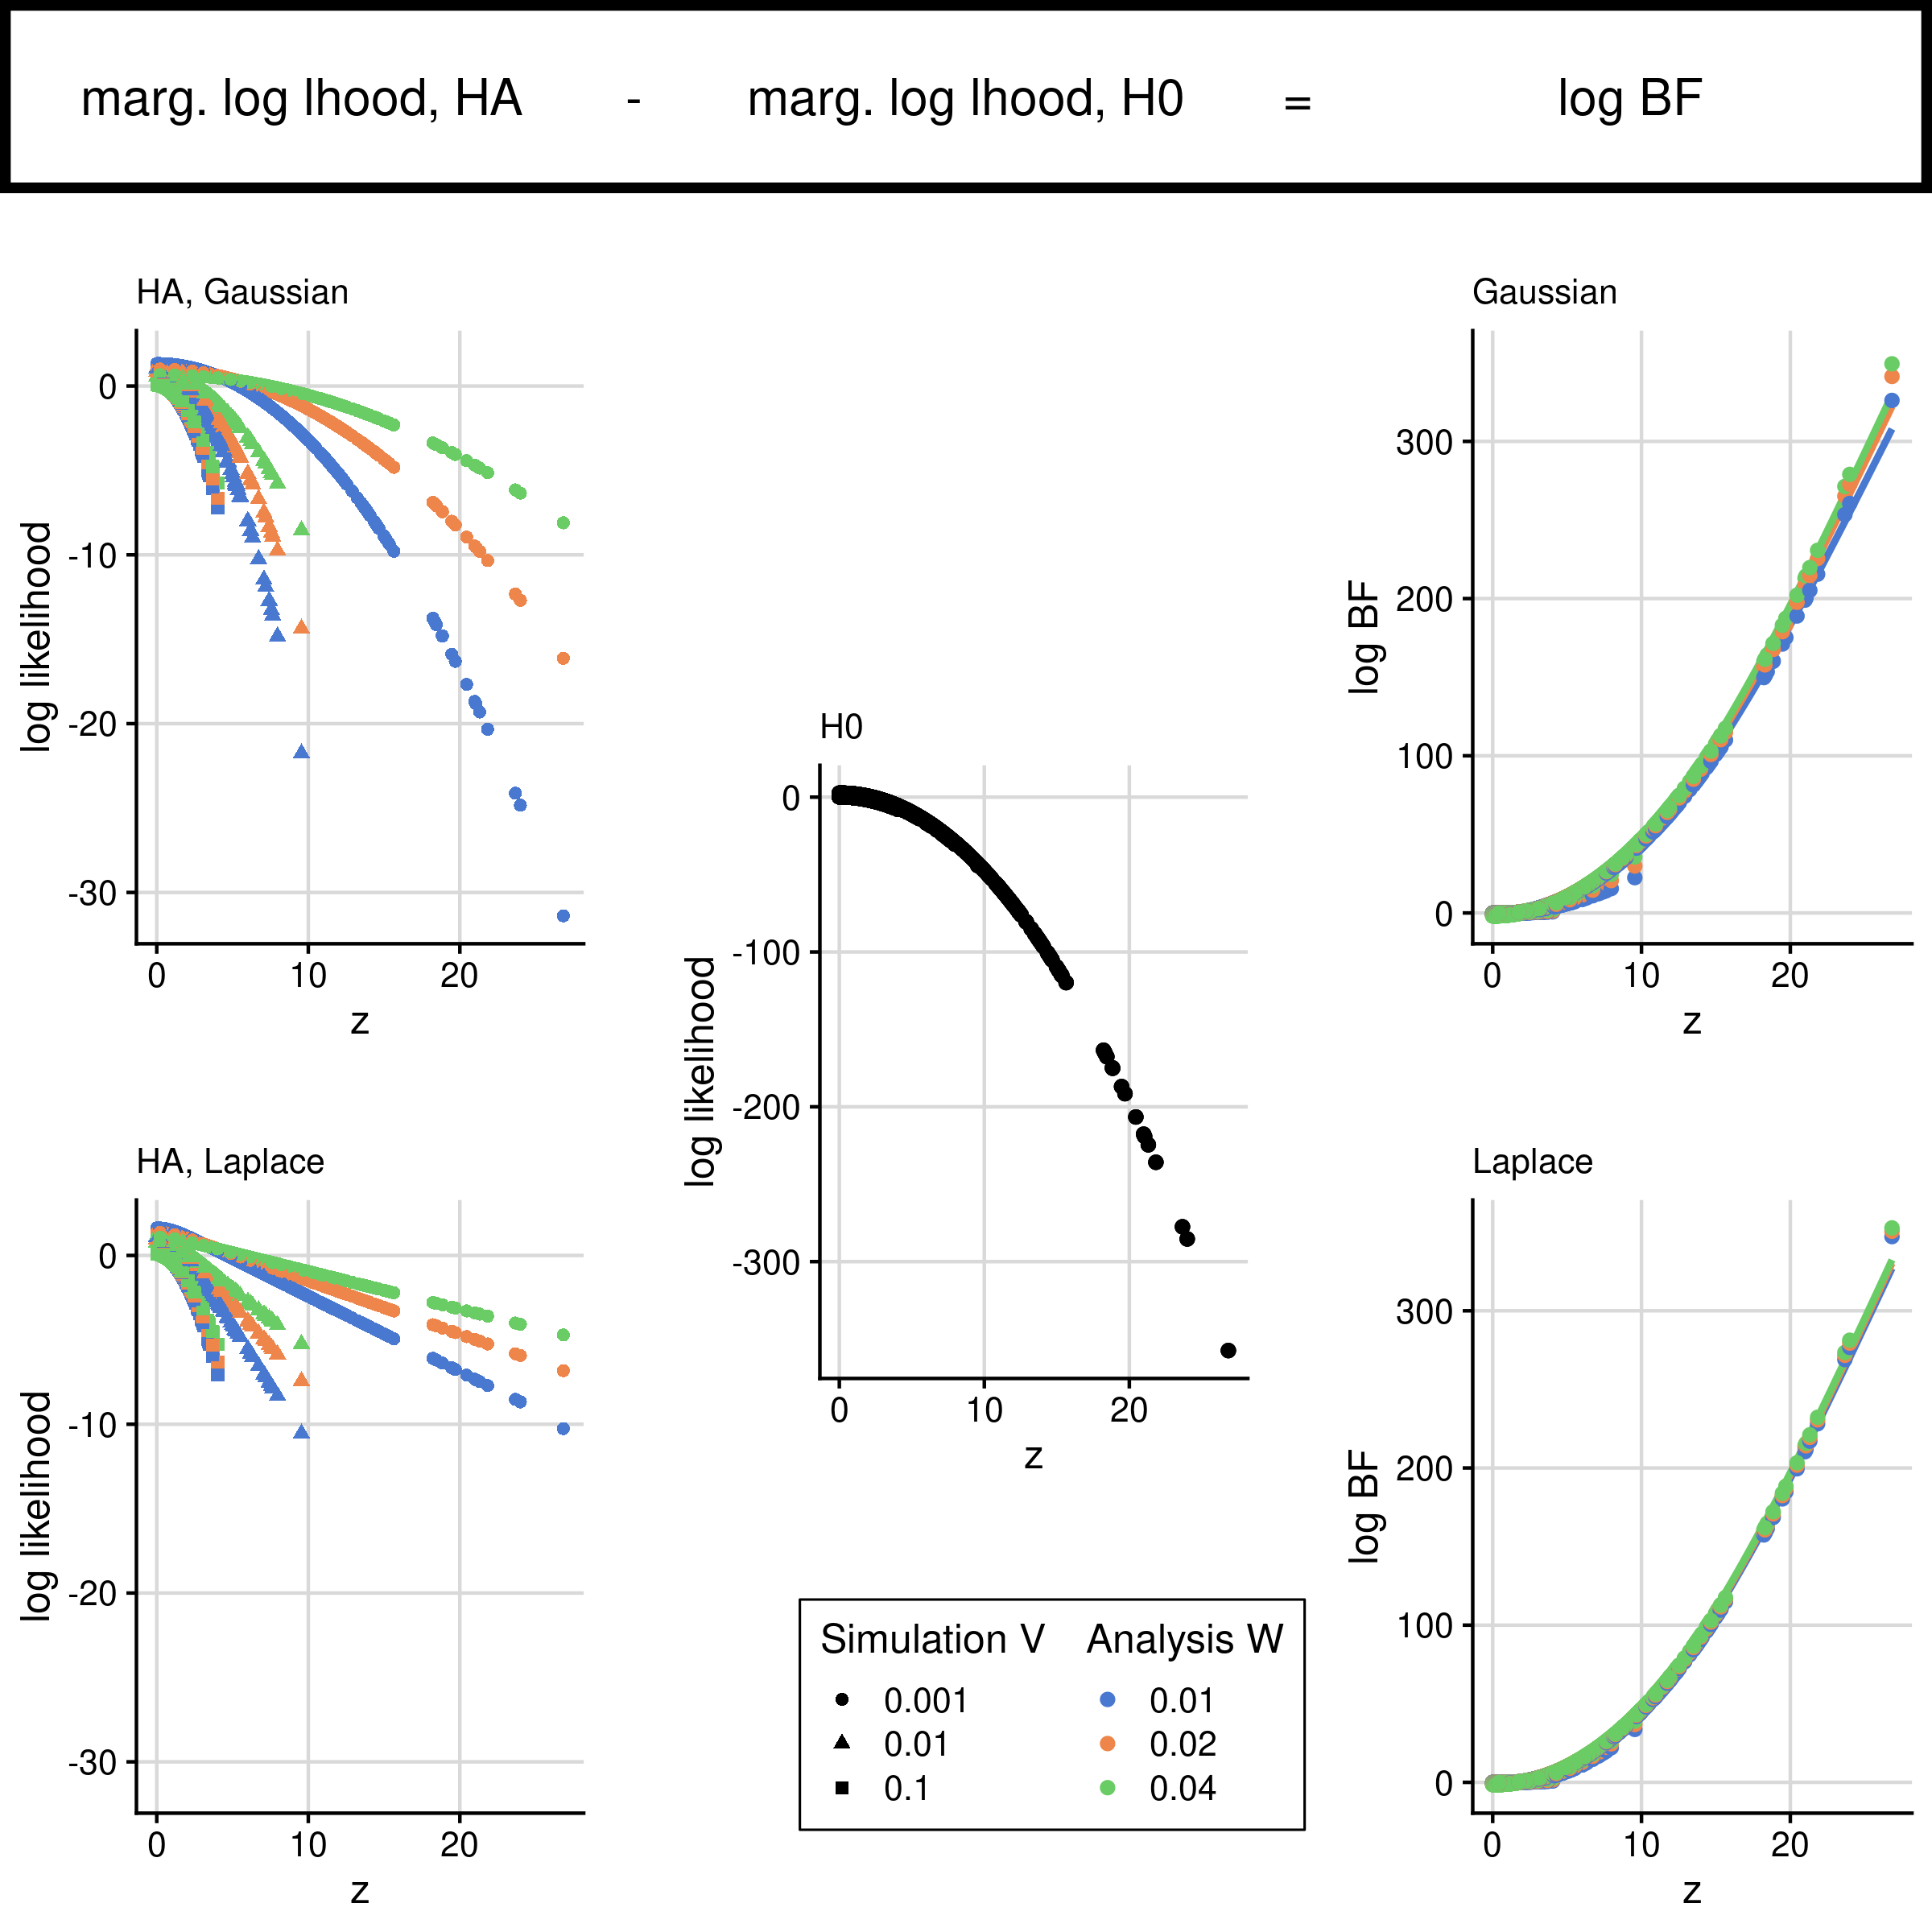 marg. log lhood, HA - marg. log lhood, H0 = log BF
HA, Gaussian
log likelihood
0
-10
-20
-30
0 10 20
z
HA, Laplace
log likelihood
0
-10
-20
-30
0 10 20
z
H0
log likelihood
0
-100
-200
-300
0 10 20
z
Simulation V
0.001
0.01
0.1
Analysis W
0.01
0.02
0.04
Gaussian
log BF
300
200
100
0
0 10 20
z
Laplace
log BF
300
200
100
0
0 10 20
z